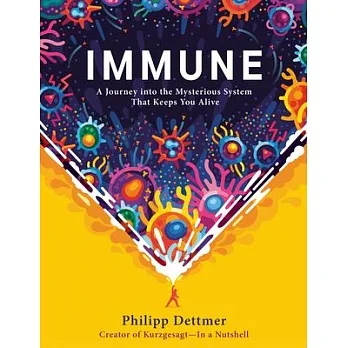 IMMUNE
A Journey into the Mysterious System
That Keeps You Alive
Philipp Dettmer
Creator of Kurzgesagt—In a Nutshell